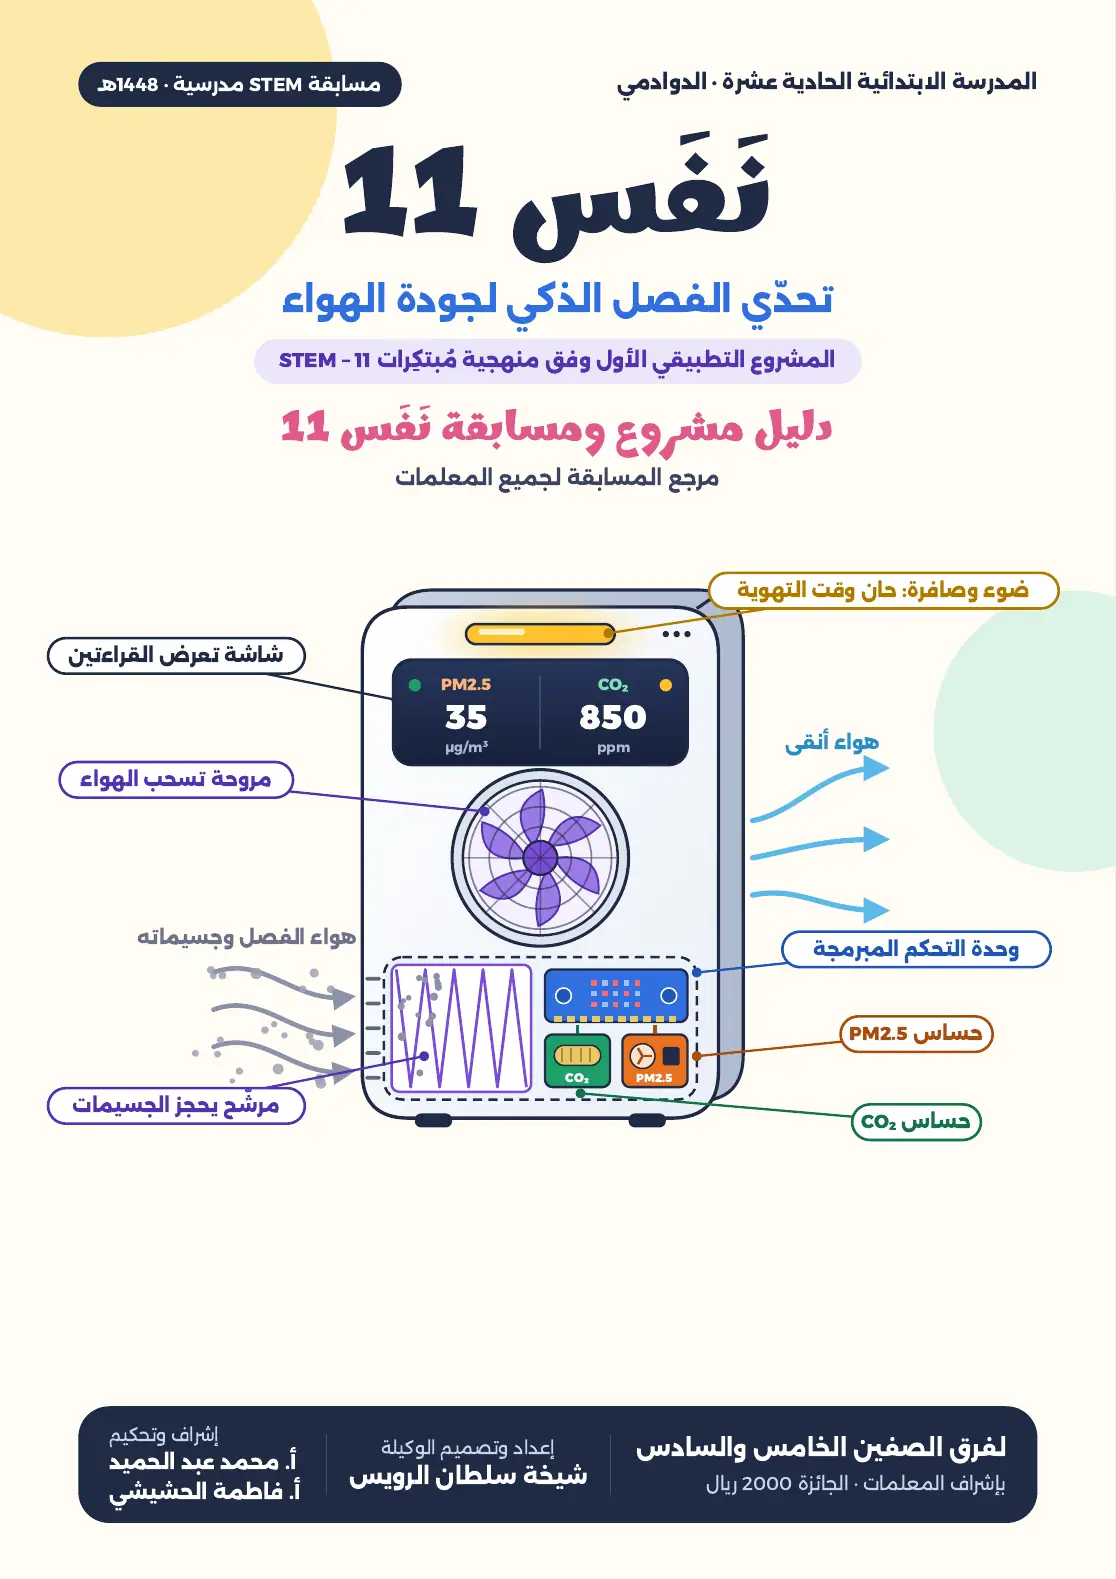 المدرسة الابتدائية الحادية عشرة · الدوادمي
مسابقة STEM مدرسية · 1448هـ
نَفَس 11
تحدّي الفصل الذكي لجودة الهواء
المشروع التطبيقي الأول وفق منهجية مُبتكِرات STEM – 11
دليل مشروع ومسابقة نَفَس 11
مرجع المسابقة لجميع المعلمات
ضوء وصافرة: حان وقت التهوية
شاشة تعرض القراءتين
CO₂
850
ppm
PM2.5
35
µg/m³
هواء أنقى
مروحة تسحب الهواء
هواء الفصل وجسيماته
وحدة التحكم المبرمجة
حساس PM2.5
CO₂
PM2.5
مرشّح يحجز الجسيمات
حساس CO₂
لفرق الصفين الخامس والسادس
بإشراف المعلمات · الجائزة 2000 ريال
إعداد وتصميم الوكيلة
شيخة سلطان الرويس
إشراف وتحكيم
أ. محمد عبد الحميد
أ. فاطمة الحشيشي